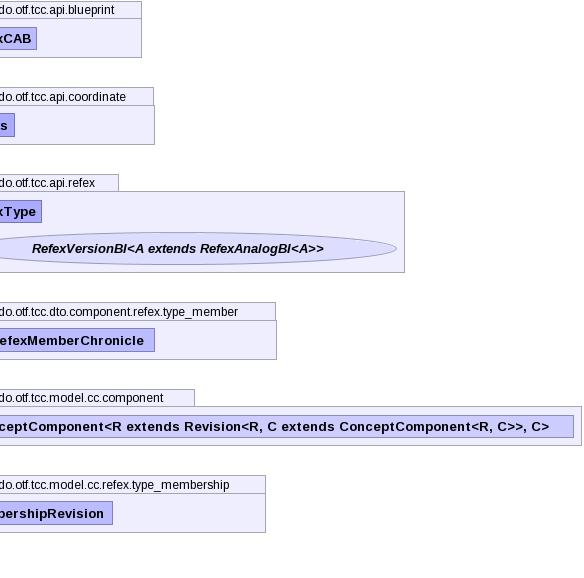 do.otf.tcc.api.blueprint
xCAB
do.otf.tcc.api.coordinate
s
do.otf.tcc.api.refex
xType
RefexVersionBI<A extends RefexAnalogBI<A>>
do.otf.tcc.dto.component.refex.type_member
efexMemberChronicle
do.otf.tcc.model.cc.component
ceptComponent<R extends Revision<R, C extends ConceptComponent<R, C>>, C>
do.otf.tcc.model.cc.refex.type_membership
bershipRevision